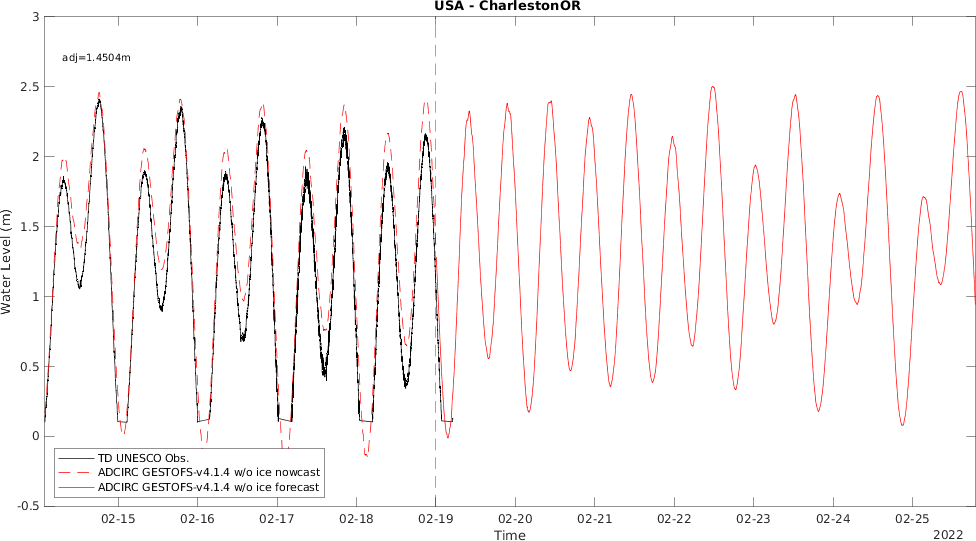 USA - CharlestonOR
adj=1.4504m
Water Level (m)
3
2.5
2
1.5
1
0.5
0
-0.5
TD UNESCO Obs.
ADCIRC GESTOFS-v4.1.4 w/o ice nowcast
ADCIRC GESTOFS-v4.1.4 w/o ice forecast
02-15 02-16 02-17 02-18 02-19 02-20 02-21 02-22 02-23 02-24 02-25
Time
2022